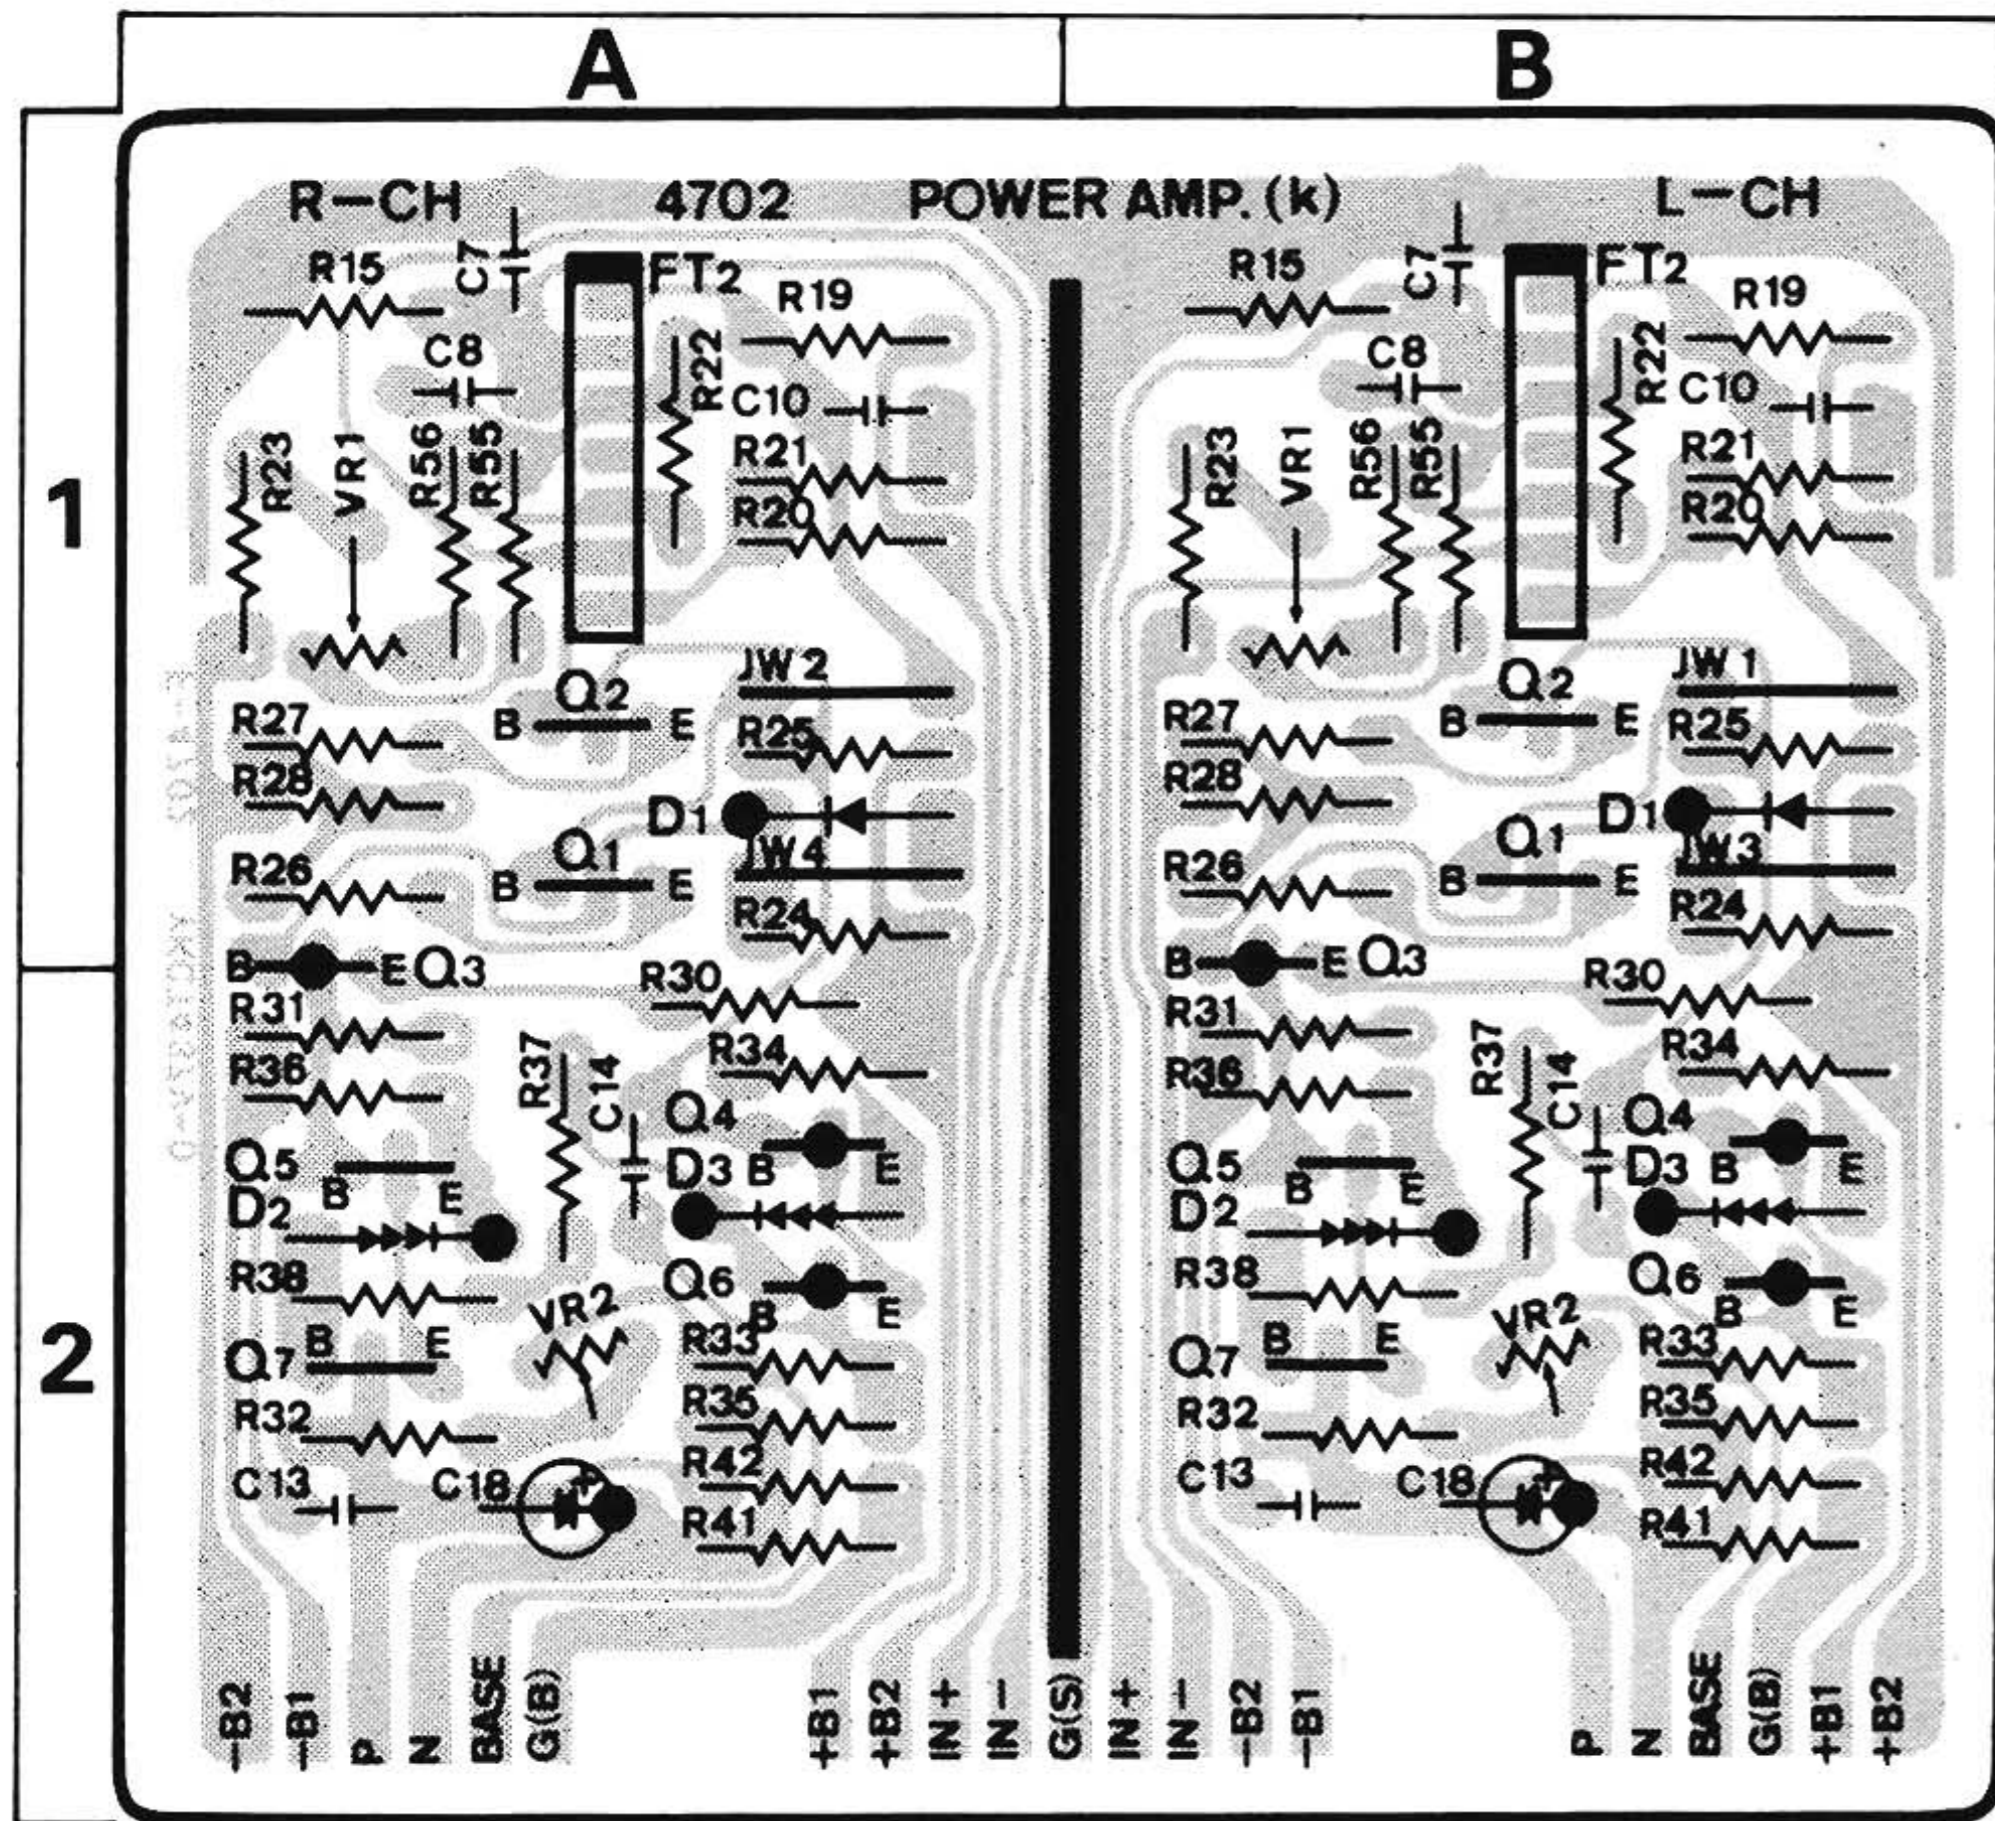 A B
R-CH 4702 POWER AMP. (k) L-CH
1
R15 C7 FT2 R19
C8 R22 C10
R23 VR1 R56 R55 R21
R20
JW2
Q2
R27 B E R25
R28
D1
Q1 JW4
R26 B E
R24
B E Q3
R15 C7 FT2 R19
C8 R22 C10
R23 VR1 R56 R55 R21
R20
JW1
Q2
R27 B E R25
R28
D1
Q1 JW3
R26 B E
R24
B E Q3
2
R30
R31
R37 R34
R36 C14
Q4
Q5 D3 B E
B E
D2
R38 Q6
VR2 B E
B E R33
Q7
R32 R35
R42
C13 C18 +
R41
R30
R31
R37 R34
R36 C14
Q4
Q5 D3 B E
B E
D2
R38 Q6
VR2 B E
B E R33
Q7
R32 R35
R42
C13 C18 +
R41
-B2 -B1 P N BASE G(B) +B1 +B2 IN+ IN- G(S) IN+ IN- -B2 -B1 P N BASE G(B) +B1 +B2